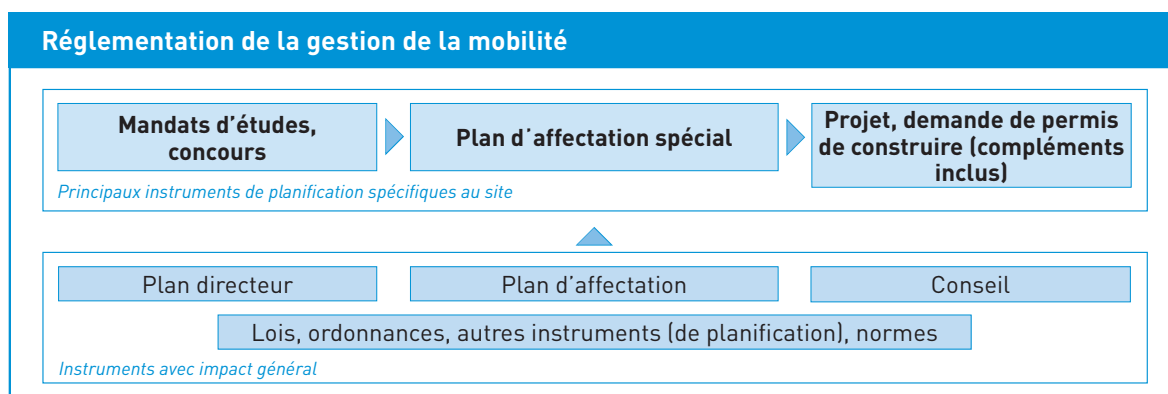 Réglementation de la gestion de la mobilité
Mandats d'études,
concours
Plan d'affectation spécial
Projet, demande de permis
de construire (compléments
inclus)
Principaux instruments de planification spécifiques au site
Plan directeur
Plan d'affectation
Conseil
Lois, ordonnances, autres instruments (de planification), normes
Instruments avec impact général